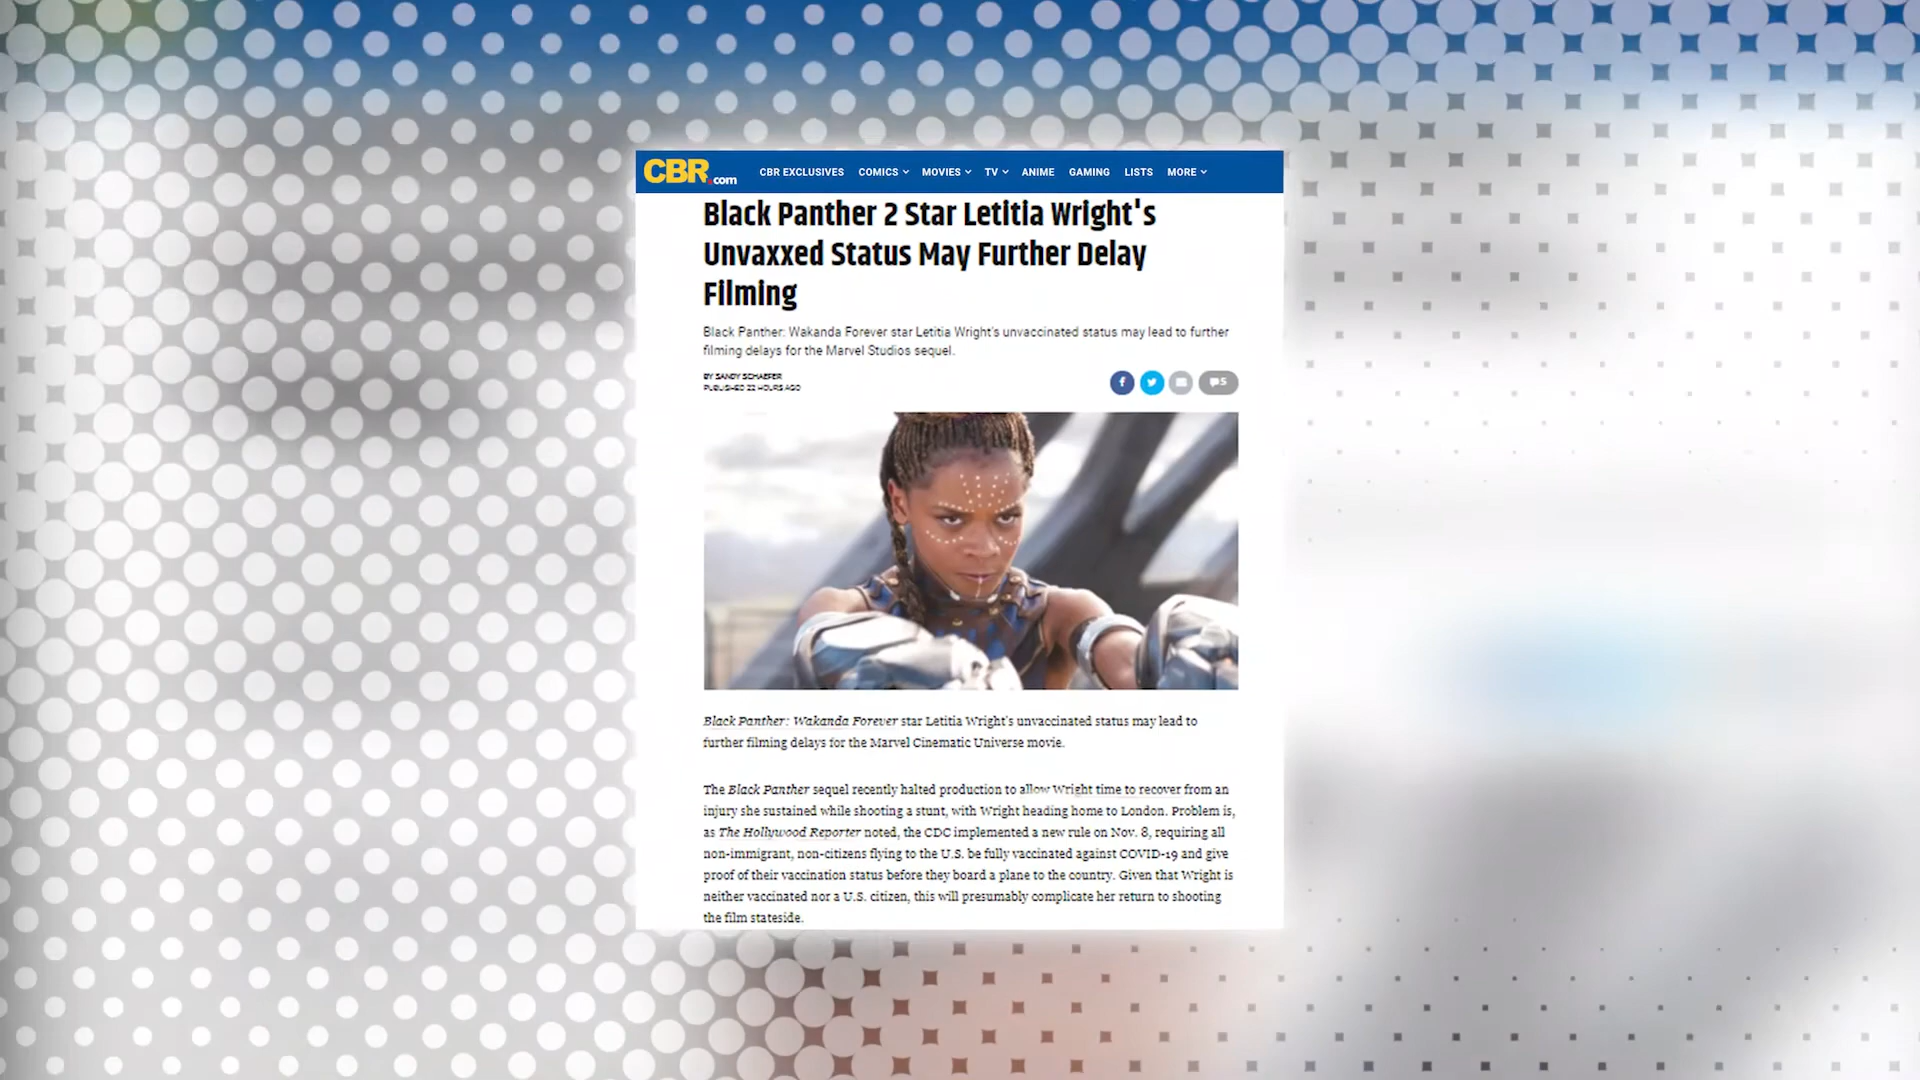 CBR.com CBR EXCLUSIVES COMICS MOVIES TV ANIME GAMING LISTS MORE
Black Panther 2 Star Letitia Wright's
Unvaxxed Status May Further Delay
Filming
Black Panther: Wakanda Forever star Letitia Wright's unvaccinated status may lead to further
filming delays for the Marvel Studios sequel.
BY SANDY SCHAEFER
PUBLISHED 22 HOURS AGO
5
Black Panther: Wakanda Forever star Letitia Wright's unvaccinated status may lead to
further filming delays for the Marvel Cinematic Universe movie.
The Black Panther sequel recently halted production to allow Wright time to recover from an
injury she sustained while shooting a stunt, with Wright heading home to London. Problem is,
as The Hollywood Reporter noted, the CDC implemented a new rule on Nov. 8, requiring all
non-immigrant, non-citizens flying to the U.S. be fully vaccinated against COVID-19 and give
proof of their vaccination status before they board a plane to the country. Given that Wright is
neither vaccinated nor a U.S. citizen, this will presumably complicate her return to shooting
the film stateside.